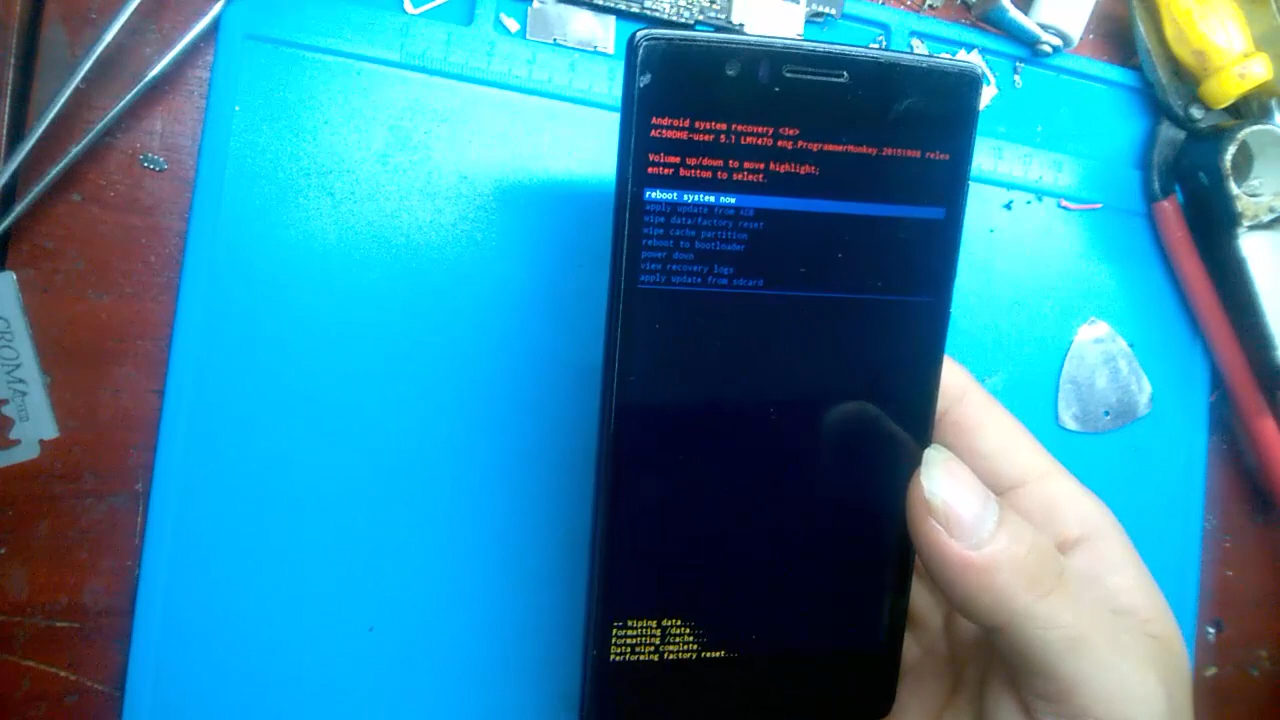 Android system recovery <3e>
AC50DHE-user 5.1 LMY47O eng.ProgrammerMonkey.20151008 relea
Volume up/down to move highlight;
enter button to select.
reboot system now
apply update from ADB
wipe data/factory reset
wipe cache partition
reboot to bootloader
power down
view recovery logs
apply update from sdcard
-- Wiping data...
Formatting /data...
Formatting /cache...
Data wipe complete.
Performing factory reset...
CROMA